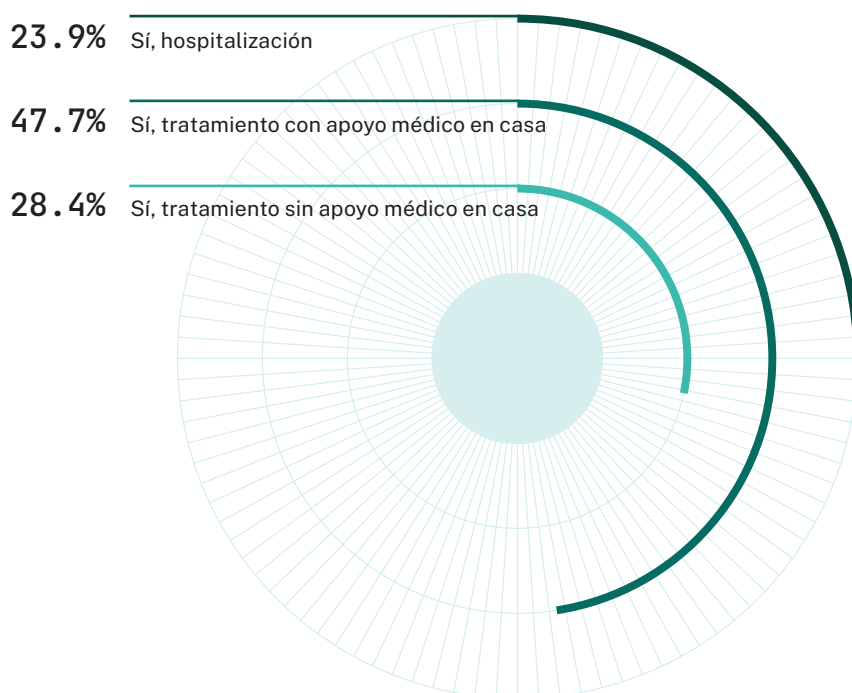 23.9% Sí, hospitalización
47.7% Sí, tratamiento con apoyo médico en casa
28.4% Sí, tratamiento sin apoyo médico en casa